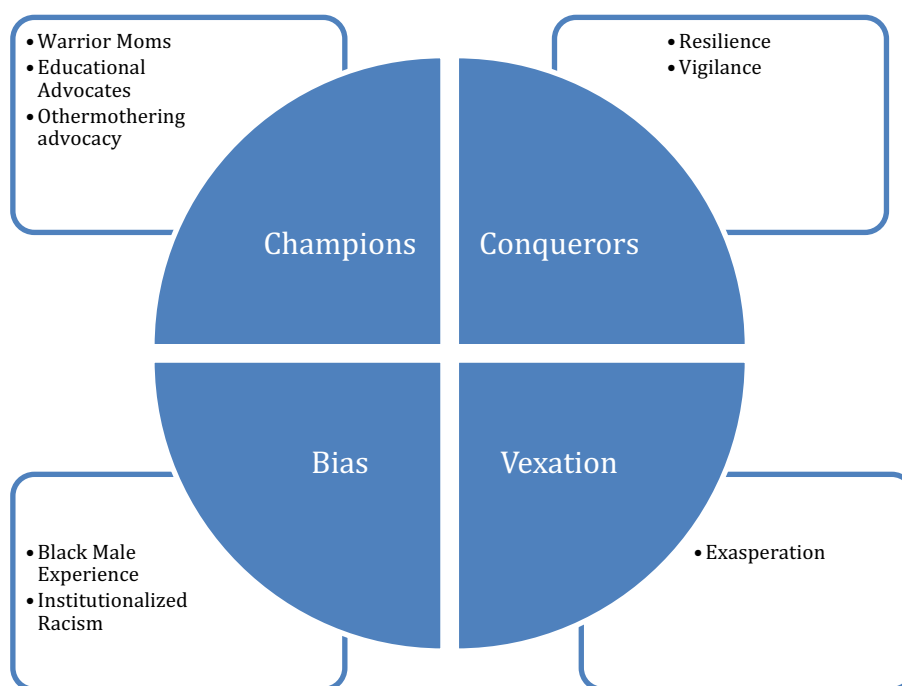 • Warrior Moms
• Educational
Advocates
• Othermothering
advocacy
• Resilience
• Vigilance
Champions
Conquerors
Bias
Vexation
• Black Male
Experience
• Institutionalized
Racism
• Exasperation